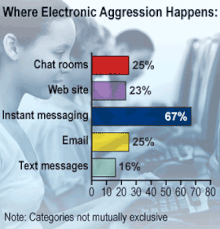 Where Electronic Aggression Happens:
Chat rooms 25%
Web site 23%
Instant messaging 67%
Email 25%
Text messages 16%
0 10 20 30 40 50 60 70 80
Note: Categories not mutually exclusive